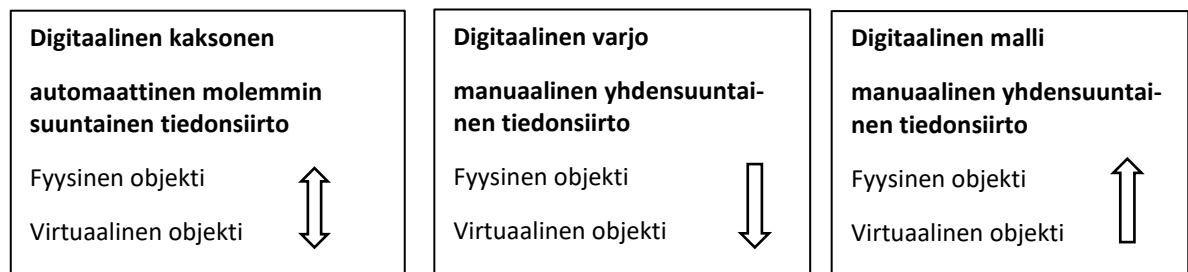 Digitaalinen kaksonen
automaattinen molemmin
suuntainen tiedonsiirto
Fyysinen objekti
Virtuaalinen objekti
Digitaalinen varjo
manuaalinen yhdensuuntai-
nen tiedonsiirto
Fyysinen objekti
Virtuaalinen objekti
Digitaalinen malli
manuaalinen yhdensuuntai-
nen tiedonsiirto
Fyysinen objekti
Virtuaalinen objekti